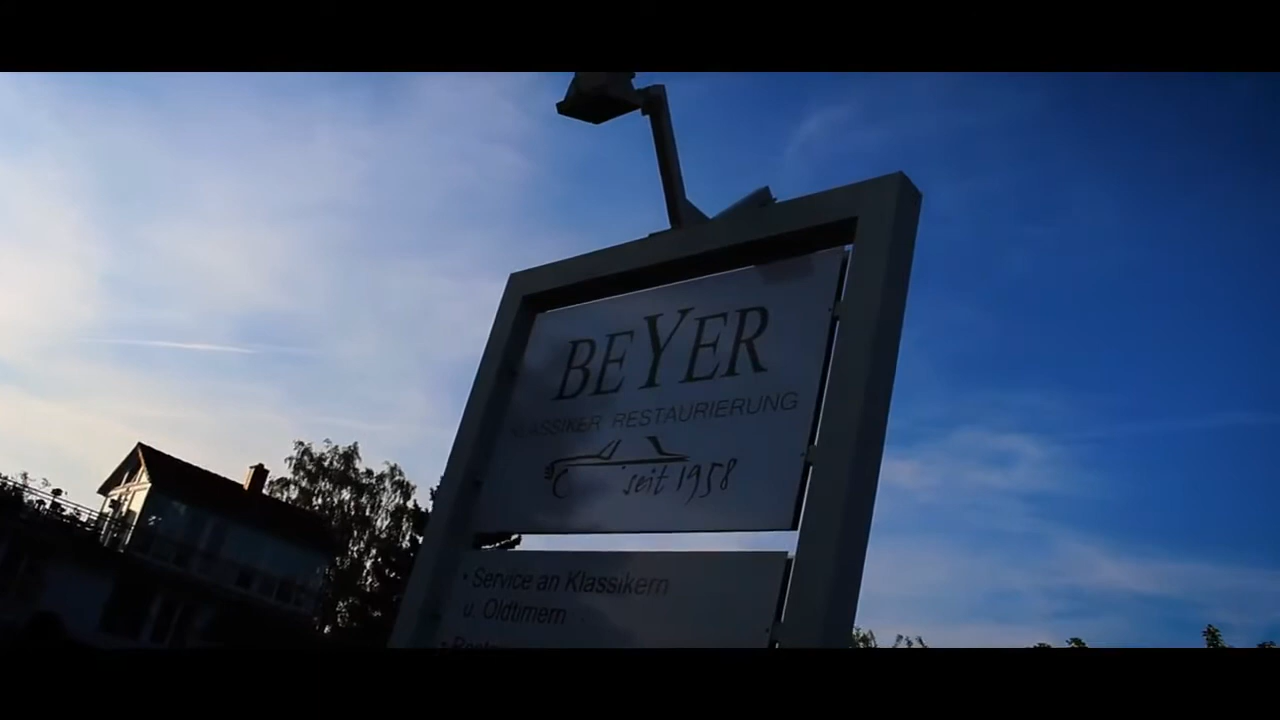 BEYER
KLASSIKER RESTAURIERUNG
seit 1958
• Service an Klassikern
u. Oldtimern